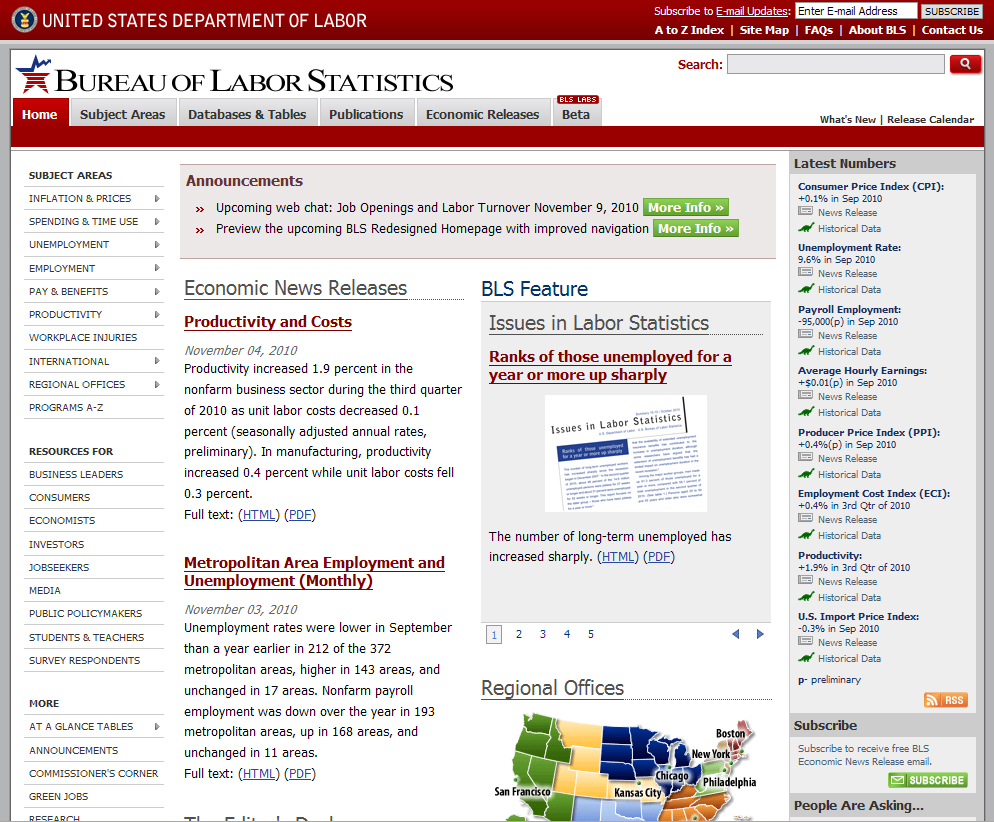 UNITED STATES DEPARTMENT OF LABOR
Subscribe to E-mail Updates: Enter E-mail Address SUBSCRIBE
A to Z Index | Site Map | FAQs | About BLS | Contact Us
BUREAU OF LABOR STATISTICS
Search:
BLS LABS
Home Subject Areas Databases & Tables Publications Economic Releases Beta
What's New | Release Calendar
SUBJECT AREAS
INFLATION & PRICES
SPENDING & TIME USE
UNEMPLOYMENT
EMPLOYMENT
PAY & BENEFITS
PRODUCTIVITY
WORKPLACE INJURIES
INTERNATIONAL
REGIONAL OFFICES
PROGRAMS A-Z
RESOURCES FOR
BUSINESS LEADERS
CONSUMERS
ECONOMISTS
INVESTORS
JOBSEEKERS
MEDIA
PUBLIC POLICYMAKERS
STUDENTS & TEACHERS
SURVEY RESPONDENTS
MORE
AT A GLANCE TABLES
ANNOUNCEMENTS
COMMISSIONER'S CORNER
GREEN JOBS
RESEARCH
Announcements
» Upcoming web chat: Job Openings and Labor Turnover November 9, 2010 More Info »
» Preview the upcoming BLS Redesigned Homepage with improved navigation More Info »
Economic News Releases
Productivity and Costs
November 04, 2010
Productivity increased 1.9 percent in the
nonfarm business sector during the third quarter
of 2010 as unit labor costs decreased 0.1
percent (seasonally adjusted annual rates,
preliminary). In manufacturing, productivity
increased 0.4 percent while unit labor costs fell
0.3 percent.
Full text: (HTML) (PDF)
Metropolitan Area Employment and
Unemployment (Monthly)
November 03, 2010
Unemployment rates were lower in September
than a year earlier in 212 of the 372
metropolitan areas, higher in 143 areas, and
unchanged in 17 areas. Nonfarm payroll
employment was down over the year in 193
metropolitan areas, up in 168 areas, and
unchanged in 11 areas.
Full text: (HTML) (PDF)
BLS Feature
Issues in Labor Statistics
Ranks of those unemployed for a
year or more up sharply
Issues in Labor Statistics
Ranks of those unemployed
for a year or more up sharply
The number of long-term unemployed has
increased sharply. (HTML) (PDF)
1 2 3 4 5
Regional Offices
Boston
New York
Chicago
Philadelphia
San Francisco
Kansas City
Latest Numbers
Consumer Price Index (CPI):
+0.1% in Sep 2010
News Release
Historical Data
Unemployment Rate:
9.6% in Sep 2010
News Release
Historical Data
Payroll Employment:
-95,000(p) in Sep 2010
News Release
Historical Data
Average Hourly Earnings:
+$0.01(p) in Sep 2010
News Release
Historical Data
Producer Price Index (PPI):
+0.4%(p) in Sep 2010
News Release
Historical Data
Employment Cost Index (ECI):
+0.4% in 3rd Qtr of 2010
News Release
Historical Data
Productivity:
+1.9% in 3rd Qtr of 2010
News Release
Historical Data
U.S. Import Price Index:
-0.3% in Sep 2010
News Release
Historical Data
p- preliminary
RSS
Subscribe
Subscribe to receive free BLS
Economic News Release email.
SUBSCRIBE
People Are Asking...